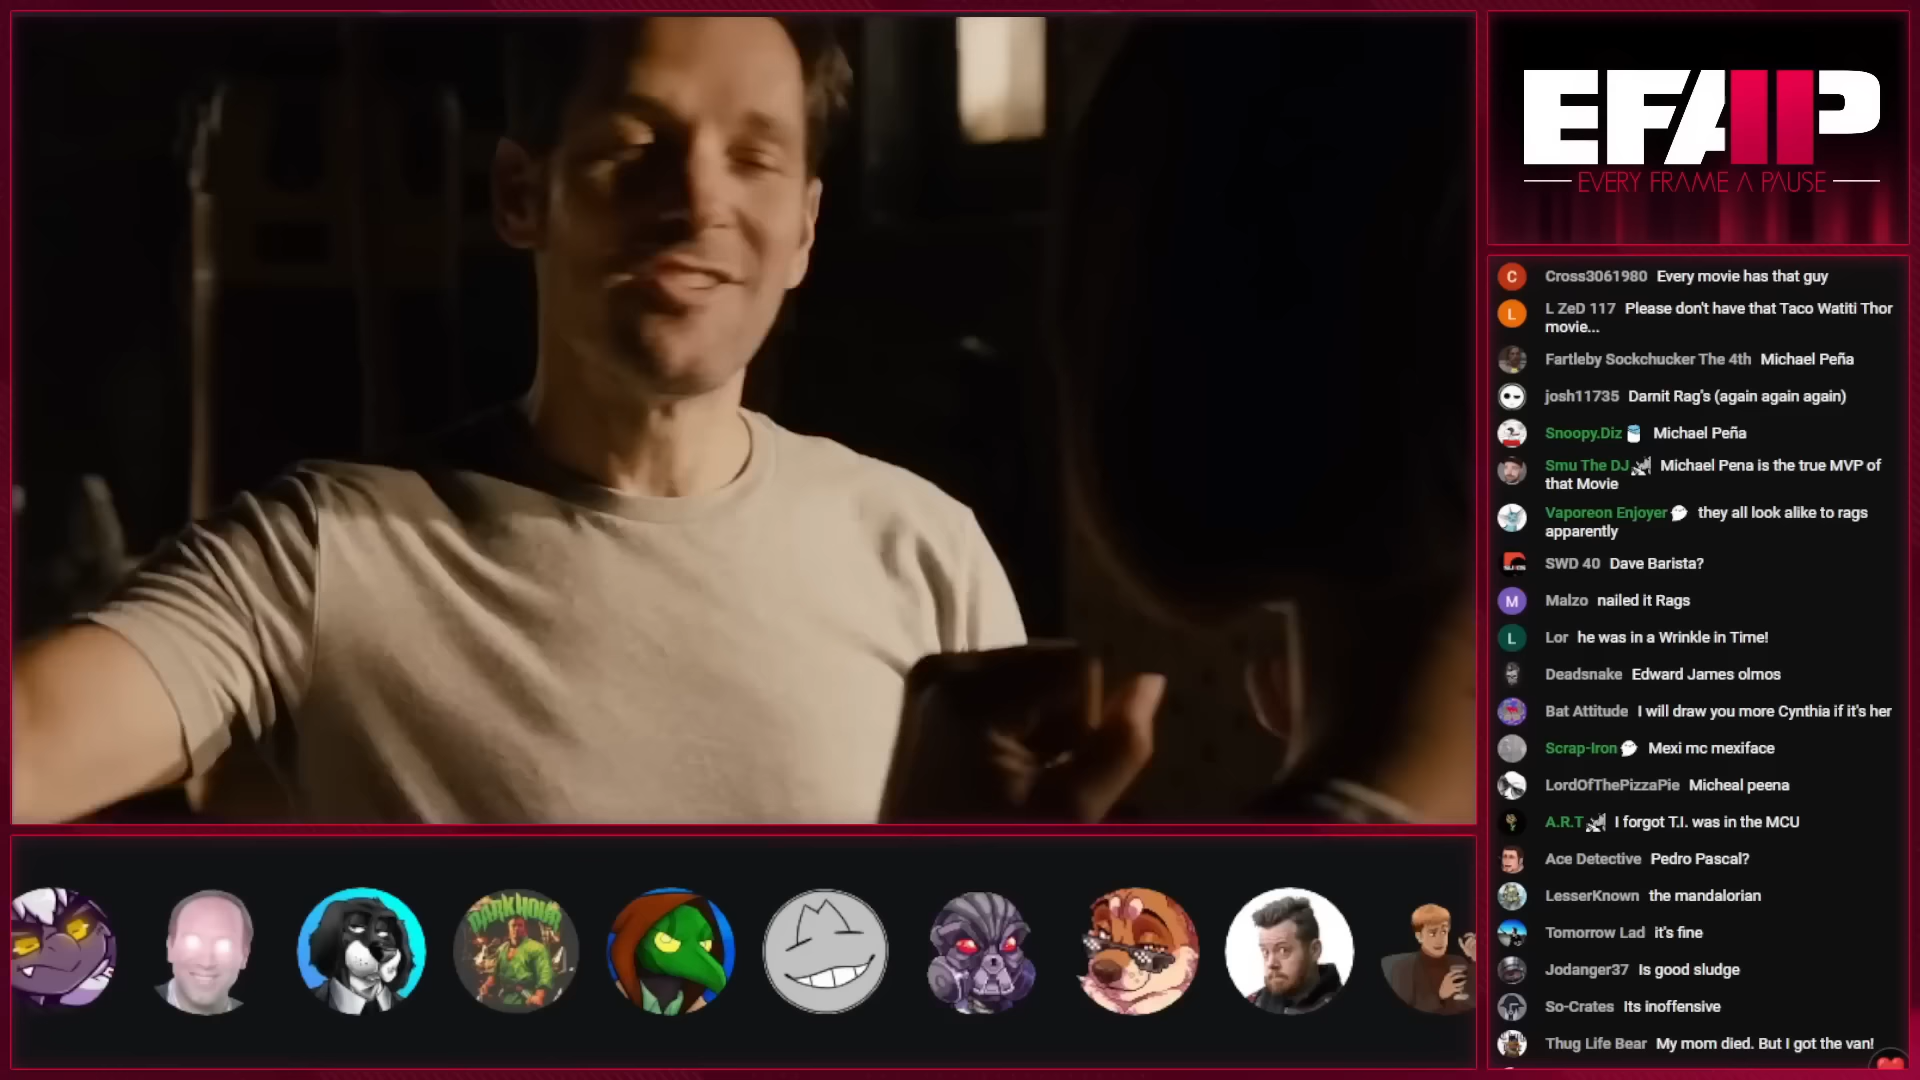 EFAP
EVERY FRAME A PAUSE
Cross3061980 Every movie has that guy
L ZeD 117 Please don't have that Taco Watiti Thor
movie...
Fartleby Sockchucker The 4th Michael Peña
josh11735 Darnit Rag's (again again again)
Snoopy.Diz Michael Peña
Smu The DJ Michael Pena is the true MVP of
that Movie
Vaporeon Enjoyer they all look alike to rags
apparently
SWD 40 Dave Barista?
M
Malzo nailed it Rags
L
Lor he was in a Wrinkle in Time!
Deadsnake Edward James olmos
Bat Attitude I will draw you more Cynthia if it's her
Scrap-Iron Mexi mc mexiface
LordOfThePizzaPie Micheal peena
A.R.T I forgot T.I. was in the MCU
Ace Detective Pedro Pascal?
LesserKnown the mandalorian
Tomorrow Lad it's fine
Jodanger37 Is good sludge
So-Crates Its inoffensive
Thug Life Bear My mom died. But I got the van!
DARK HOUR